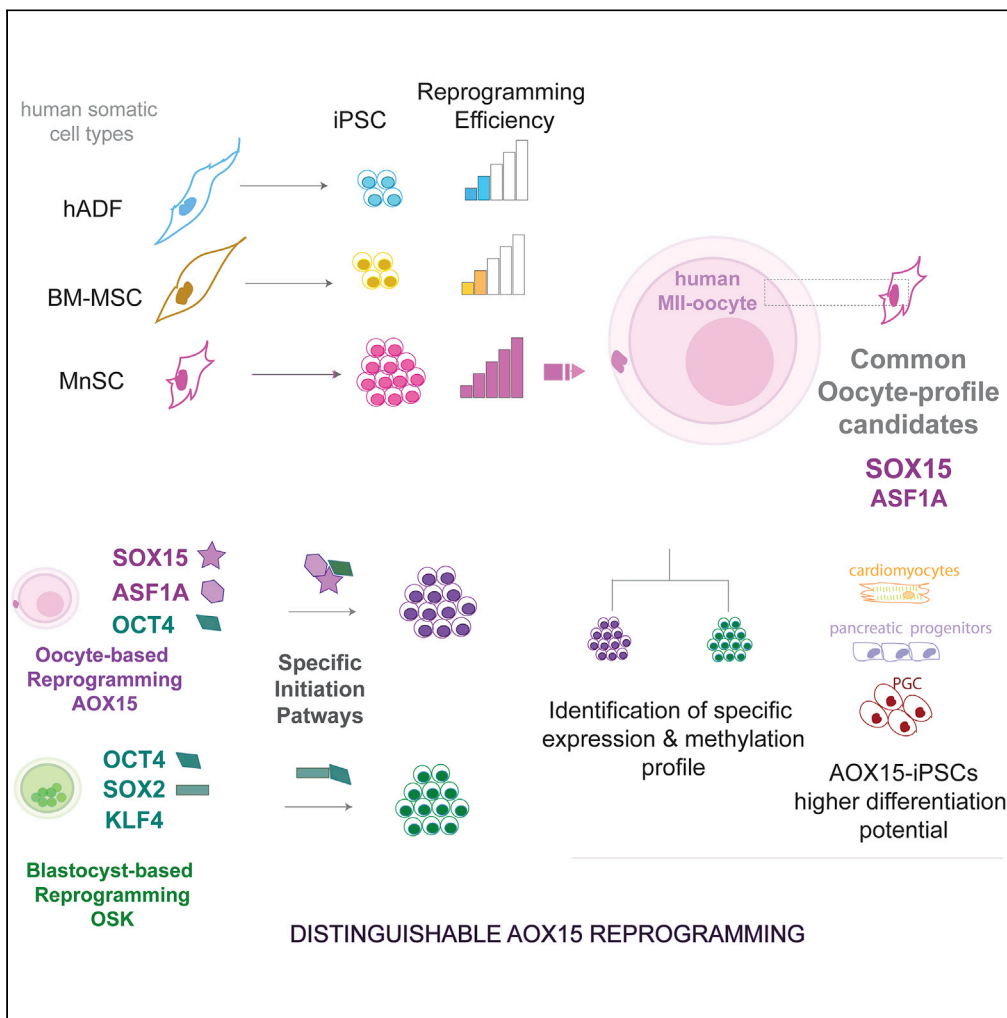 human somatic
cell types
iPSC
Reprogramming
Efficiency
hADF
BM-MSC
MnSC
human
MII-oocyte
Common
Oocyte-profile
candidates
SOX15
ASF1A
SOX15
ASF1A
OCT4
Oocyte-based
Reprogramming
AOX15
Specific
Initiation
Patways
OCT4
SOX2
KLF4
Blastocyst-based
Reprogramming
OSK
Identification of specific
expression & methylation
profile
cardiomyocytes
pancreatic progenitors
PGC
AOX15-iPSCs
higher differentiation
potential
DISTINGUISHABLE AOX15 REPROGRAMMING